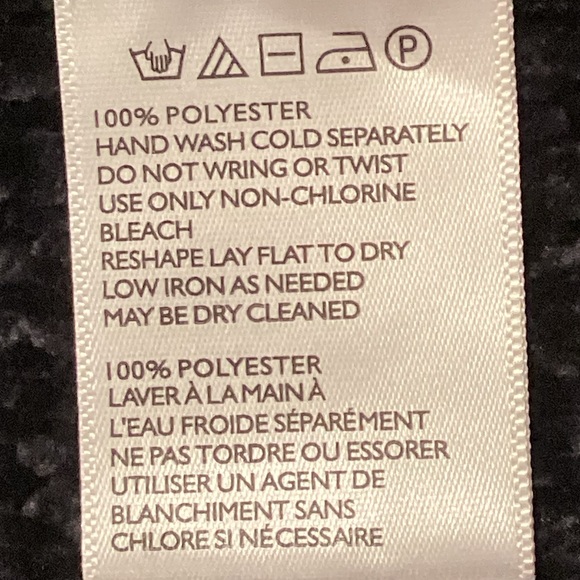 P
100% POLYESTER
HAND WASH COLD SEPARATELY
DO NOT WRING OR TWIST
USE ONLY NON-CHLORINE
BLEACH
RESHAPE LAY FLAT TO DRY
LOW IRON AS NEEDED
MAY BE DRY CLEANED
100% POLYESTER
LAVER À LA MAIN À
L'EAU FROIDE SÉPARÉMENT
NE PAS TORDRE OU ESSORER
UTILISER UN AGENT DE
BLANCHIMENT SANS
CHLORE SI NÉCESSAIRE